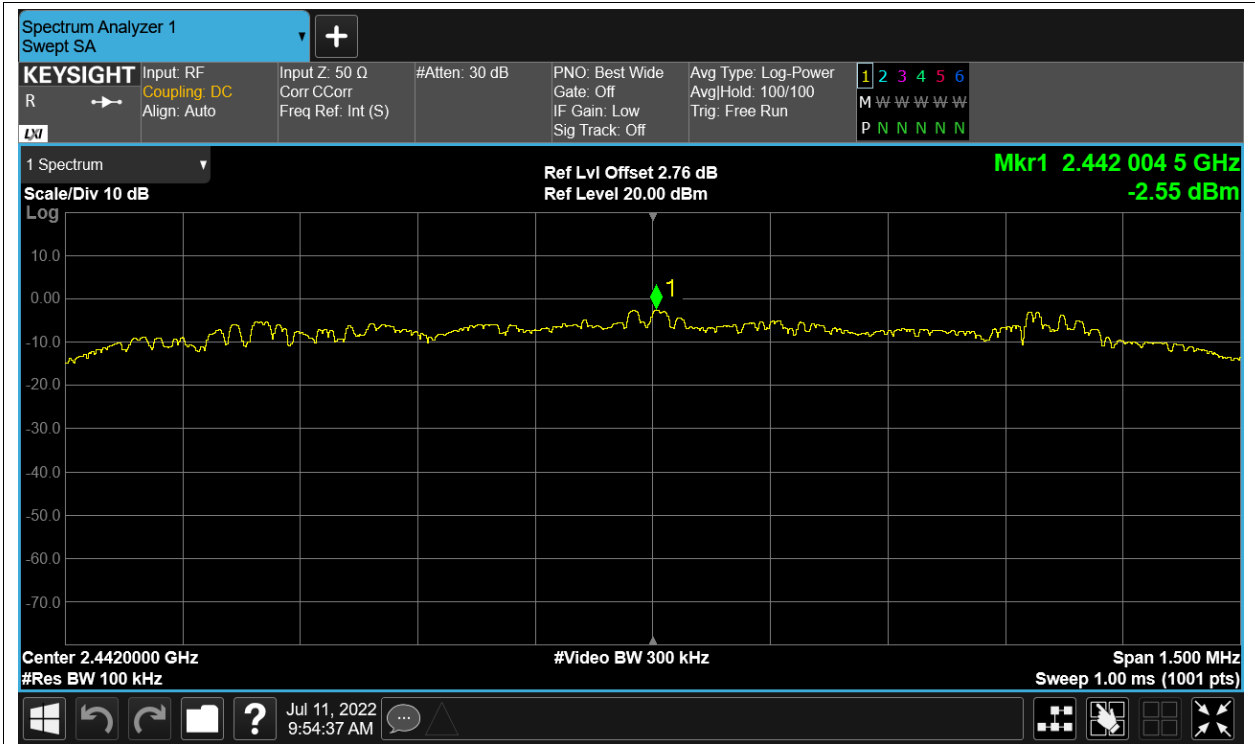 Spectrum Analyzer 1
Swept SA
+
KEYSIGHT
R
LXI
Input: RF
Coupling: DC
Align: Auto
Input Z: 50 Ω
Corr CCorr
Freq Ref: Int (S)
#Atten: 30 dB
PNO: Best Wide
Gate: Off
IF Gain: Low
Sig Track: Off
Avg Type: Log-Power
Avg|Hold: 100/100
Trig: Free Run
1 2 3 4 5 6
M W W W W W
P N N N N N
1 Spectrum
Scale/Div 10 dB
Log
Ref Lvl Offset 2.76 dB
Ref Level 20.00 dBm
Mkr1 2.442 004 5 GHz
-2.55 dBm
10.0
0.00
-10.0
-20.0
-30.0
-40.0
-50.0
-60.0
-70.0
1
Center 2.4420000 GHz
#Res BW 100 kHz
#Video BW 300 kHz
Span 1.500 MHz
Sweep 1.00 ms (1001 pts)
?
Jul 11, 2022
9:54:37 AM